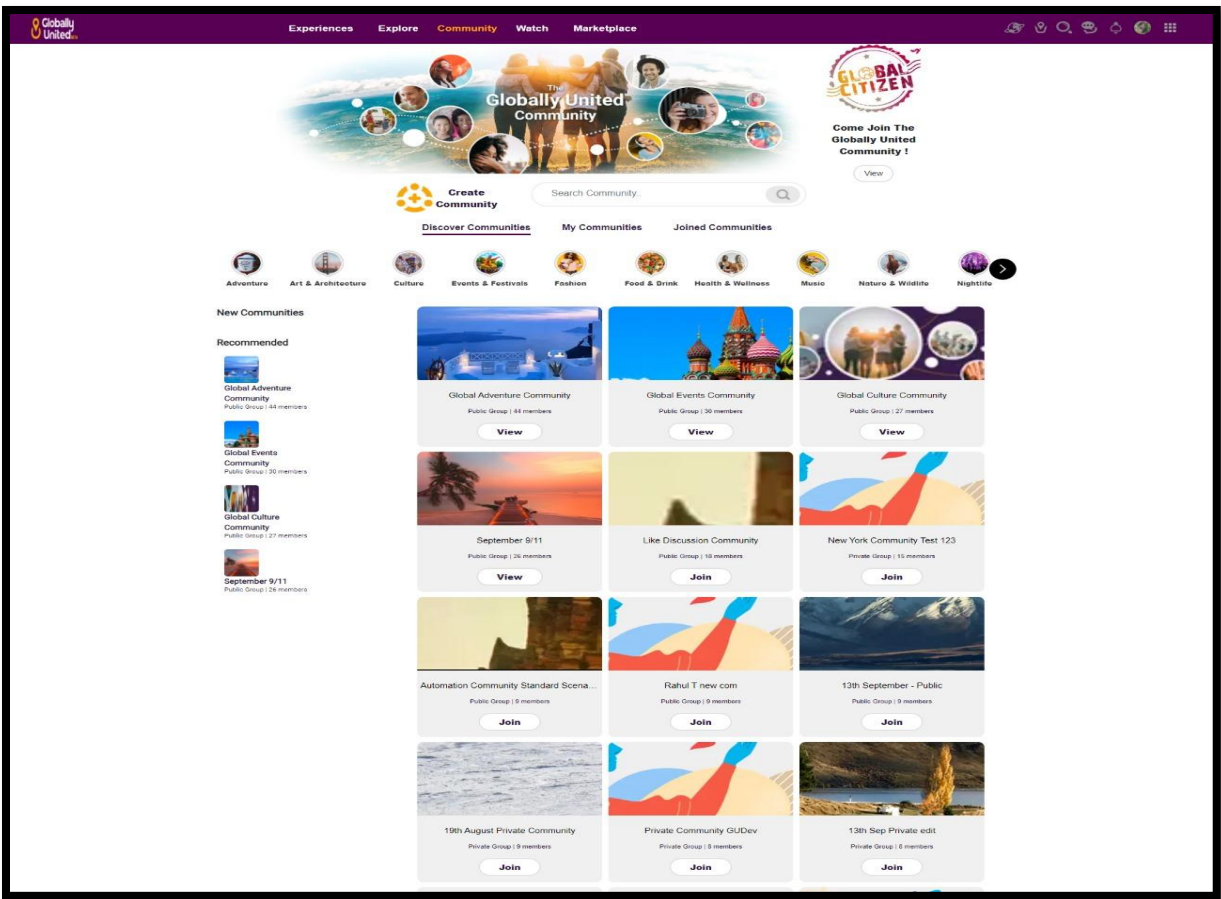 Globally
United
Experiences Explore Community Watch Marketplace
The
Globally United
Community
GLOBAL
CITIZEN
Come Join The
Globally United
Community !
View
Create
Community
Search Community..
Discover Communities My Communities Joined Communities
Adventure Art & Architecture Culture Events & Festivals Fashion Food & Drink Health & Wellness Music Nature & Wildlife Nightlife
New Communities
Recommended
Global Adventure
Community
Public Group | 44 members
Global Events
Community
Public Group | 30 members
Global Culture
Community
Public Group | 27 members
September 9/11
Public Group | 26 members
Global Adventure Community Global Events Community Global Culture Community
Public Group | 44 members Public Group | 30 members Public Group | 27 members
View View View
September 9/11 Like Discussion Community New York Community Test 123
Public Group | 26 members Public Group | 18 members Private Group | 15 members
View Join Join
Automation Community Standard Scena... Rahul T new com 13th September - Public
Public Group | 9 members Public Group | 9 members Public Group | 9 members
Join Join Join
19th August Private Community Private Community GUDev 13th Sep Private edit
Private Group | 9 members Private Group | 8 members Private Group | 8 members
Join Join Join